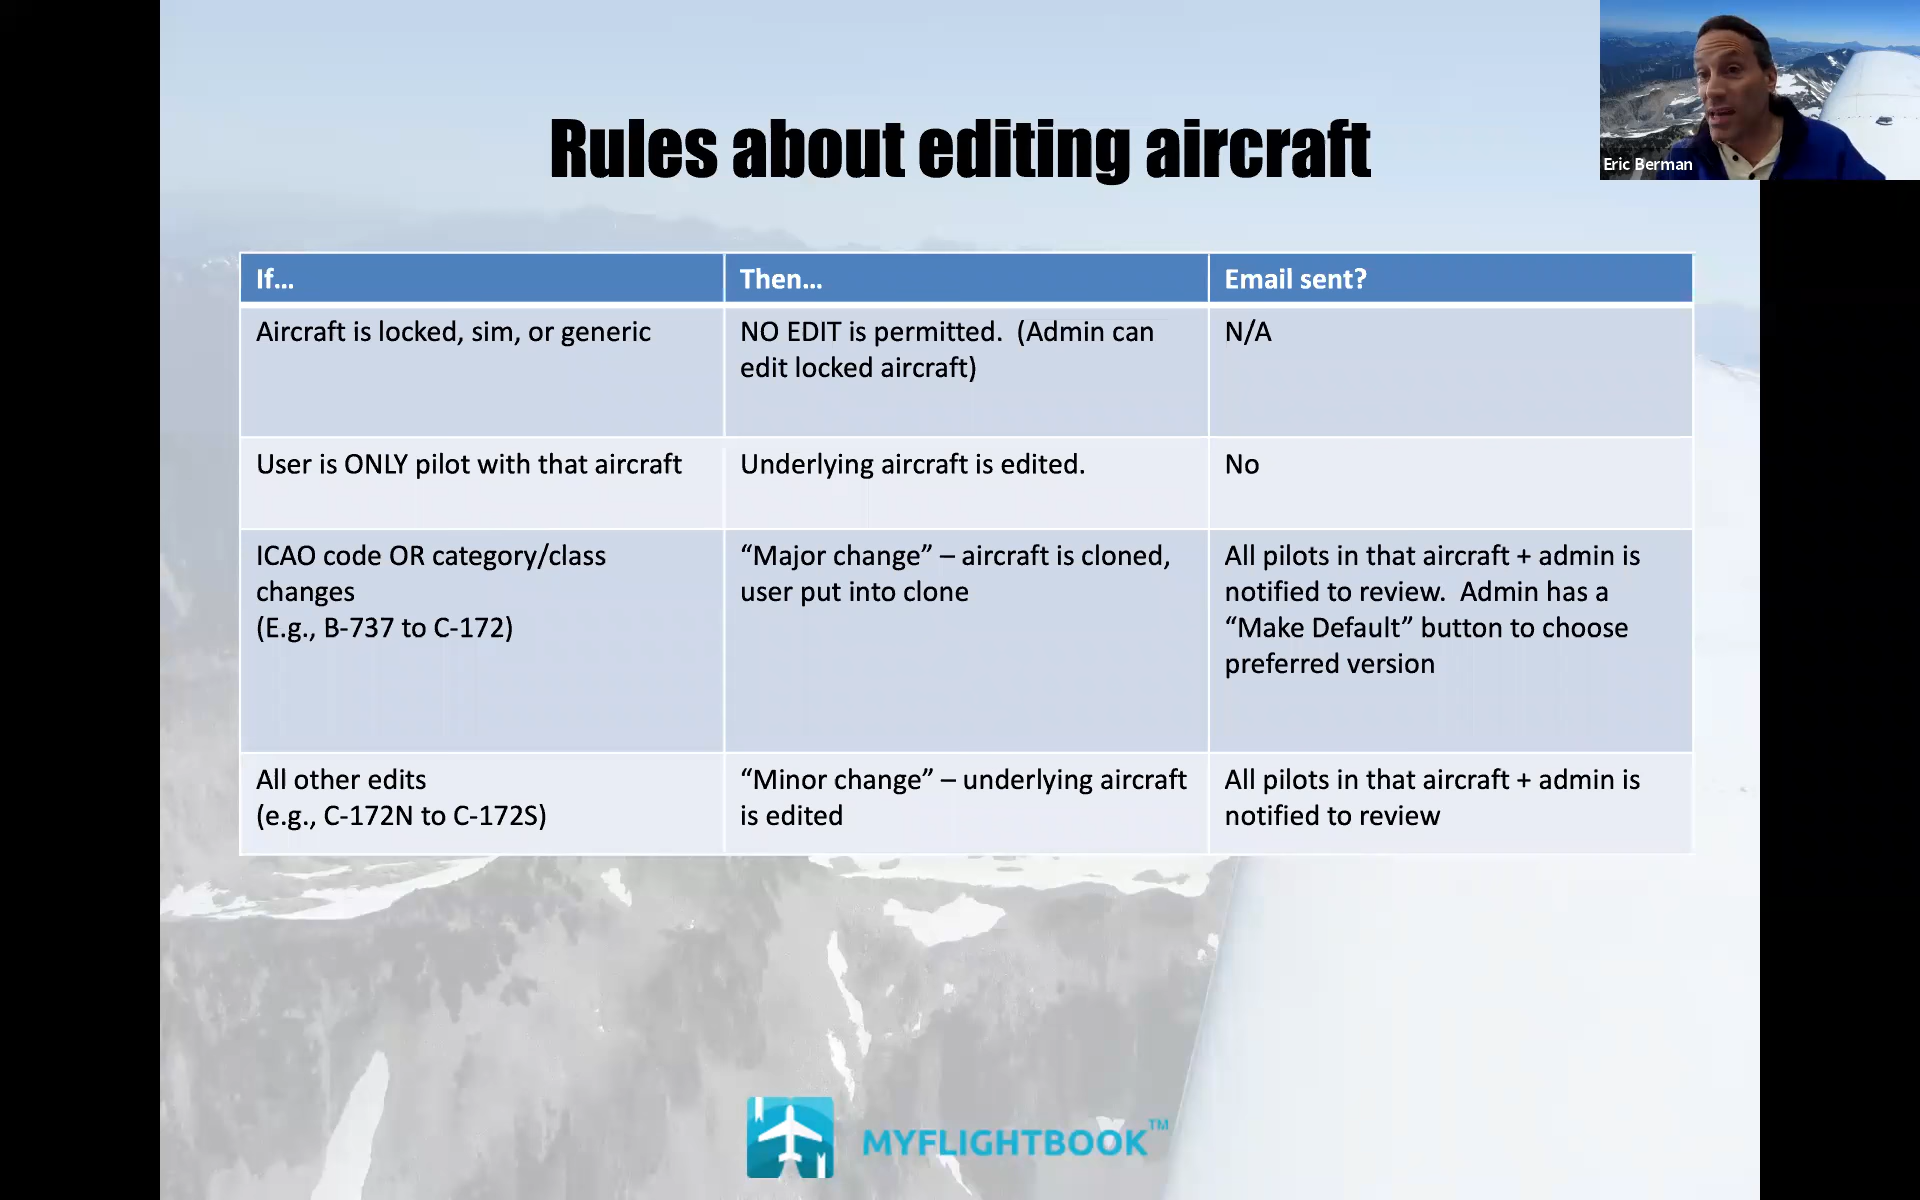 Rules about editing aircraft
Eric Berman
If...
Then...
Email sent?
Aircraft is locked, sim, or generic
NO EDIT is permitted.  (Admin can
edit locked aircraft)
N/A
User is ONLY pilot with that aircraft
Underlying aircraft is edited.
No
ICAO code OR category/class
changes
(E.g., B-737 to C-172)
“Major change” – aircraft is cloned,
user put into clone
All pilots in that aircraft + admin is
notified to review.  Admin has a
“Make Default” button to choose
preferred version
All other edits
(e.g., C-172N to C-172S)
“Minor change” – underlying aircraft
is edited
All pilots in that aircraft + admin is
notified to review
MYFLIGHTBOOK™